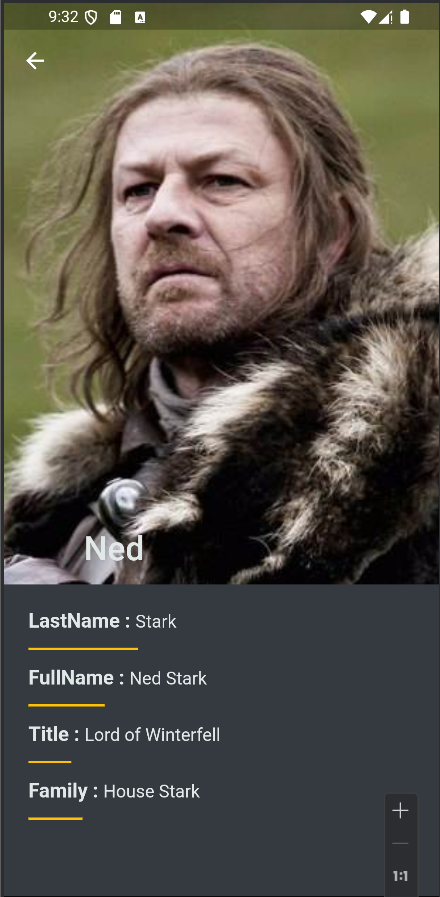 9:32
Ned
LastName : Stark
FullName : Ned Stark
Title : Lord of Winterfell
Family : House Stark
1:1